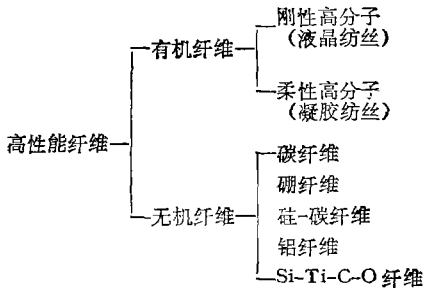 刚性高分子
（液晶纺丝）
有机纤维
柔性高分子
（凝胶纺丝）
高性能纤维
碳纤维
硼纤维
无机纤维
硅-碳纤维
铝纤维
Si-Ti-C-O纤维